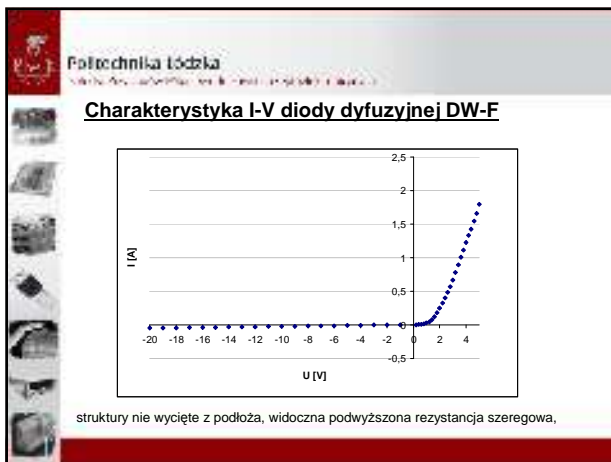 Politechnika Łódzka
Charakterystyka I-V diody dyfuzyjnej DW-F
2,5
2
1,5
1
0,5
0
-0,5
-20 -18 -16 -14 -12 -10 -8 -6 -4 -2 0 2 4
I [A]
U [V]
struktury nie wycięte z podłoża, widoczna podwyższona rezystancja szeregowa,